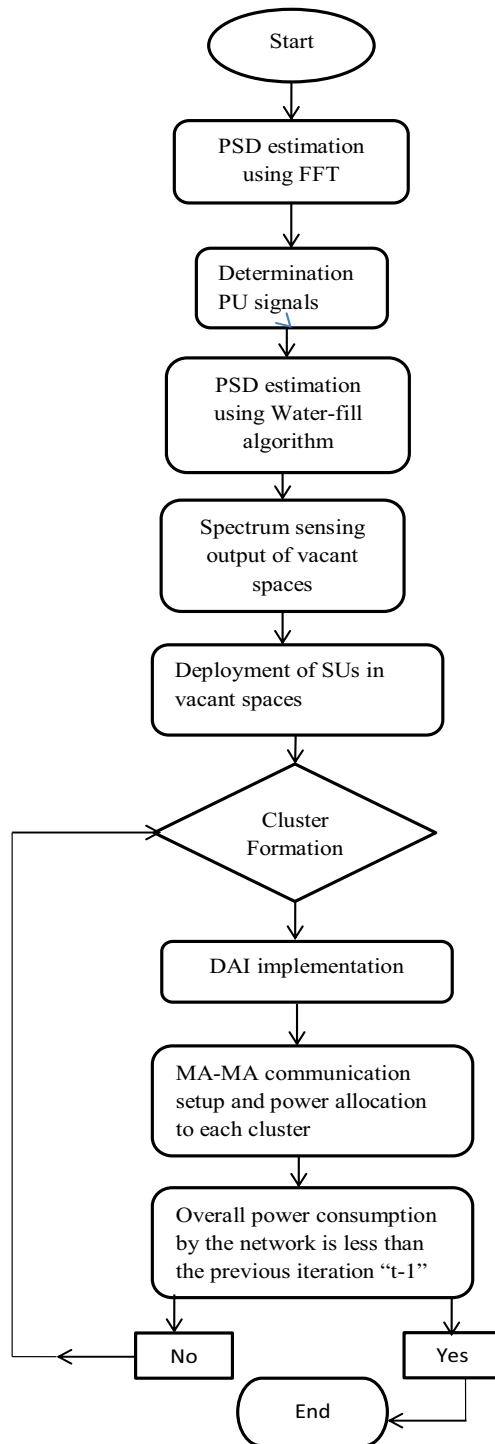 Start
PSD estimation
using FFT
Determination
PU signals
PSD estimation
using Water-fill
algorithm
Spectrum sensing
output of vacant
spaces
Deployment of SUs in
vacant spaces
Cluster
Formation
DAI implementation
MA-MA communication
setup and power allocation
to each cluster
Overall power consumption
by the network is less than
the previous iteration “t-1”
No
Yes
End